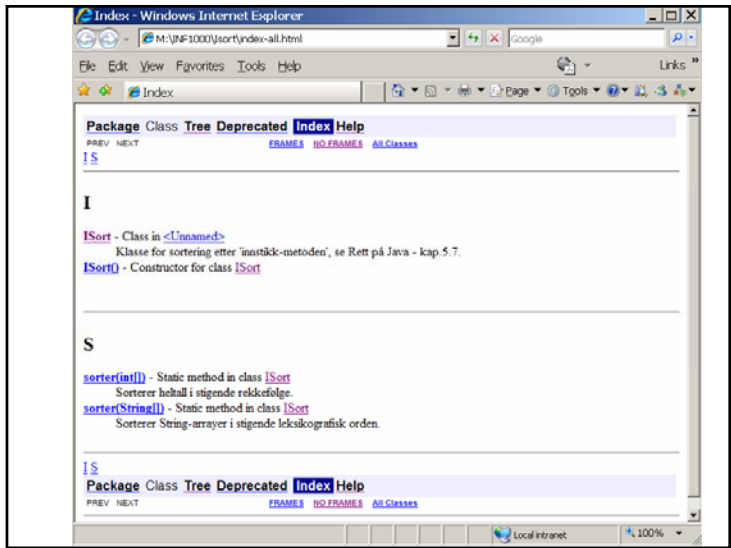 Index - Windows Internet Explorer
M:\INF1000\Isort\index-all.html
Google
File Edit View Favorites Tools Help
Links »
Index
Page Tools
Package Class Tree Deprecated Index Help
PREV NEXT FRAMES NO FRAMES All Classes
I S
I
ISort - Class in <Unnamed>
Klasse for sortering etter 'innstikk-metoden', se Rett på Java - kap.5.7.
ISort() - Constructor for class ISort
S
sorter(int[]) - Static method in class ISort
Sorterer heltall i stigende rekkefølge.
sorter(String[]) - Static method in class ISort
Sorterer String-arrayer i stigende leksikografisk orden.
I S
Package Class Tree Deprecated Index Help
PREV NEXT FRAMES NO FRAMES All Classes
Local intranet
100%